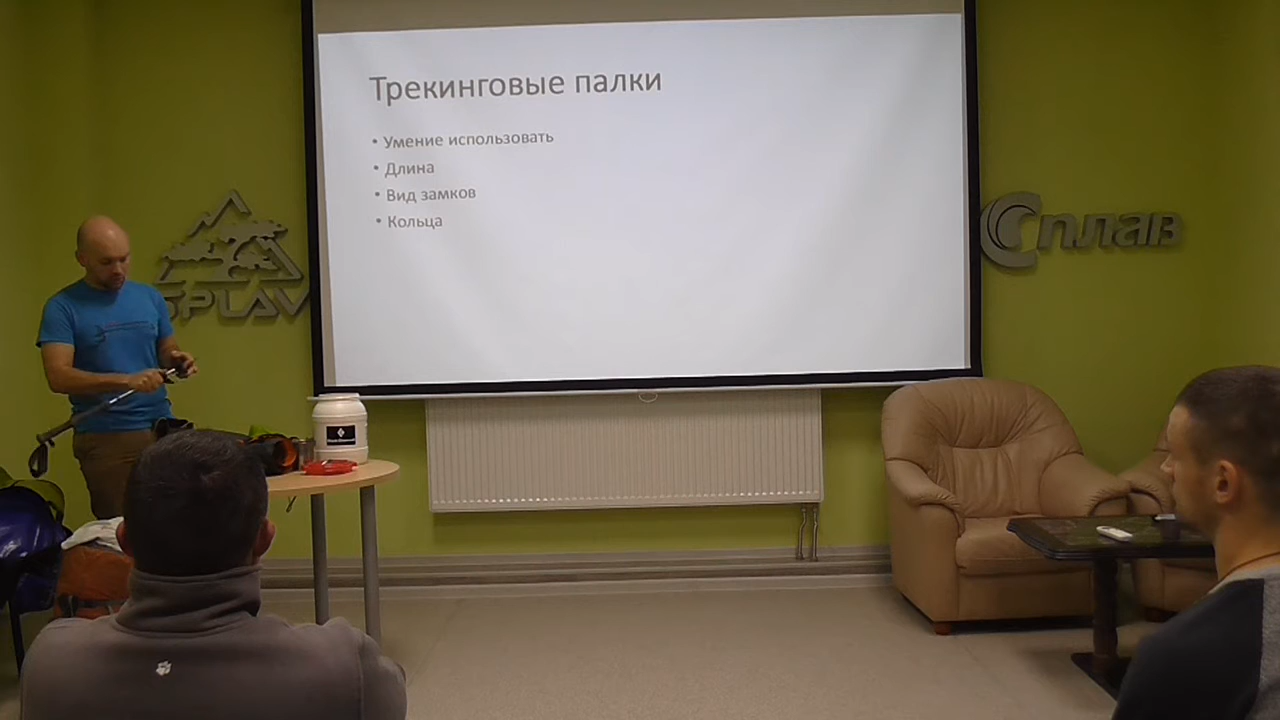 Трекинговые палки
• Умение использовать
• Длина
• Вид замков
• Кольца
SPLAV
Сплав